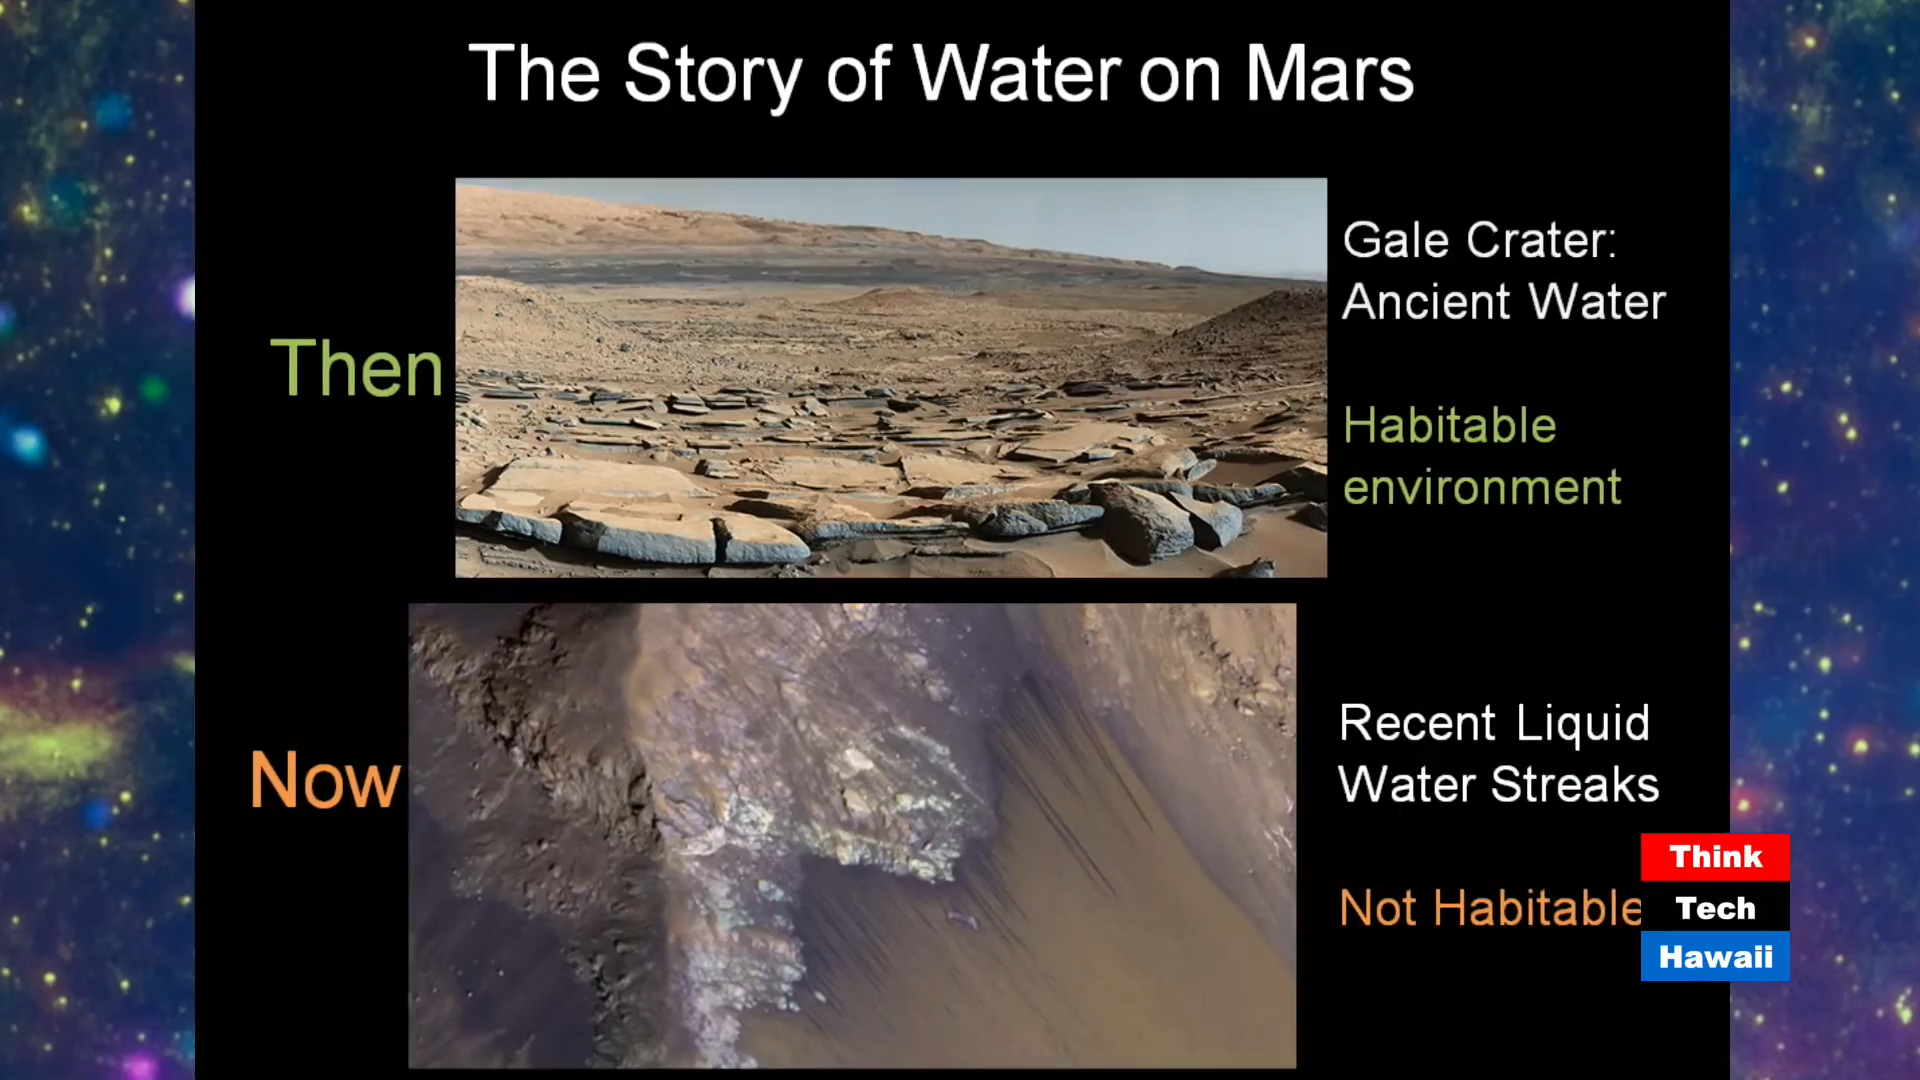 The Story of Water on Mars
Then
Gale Crater:
Ancient Water
Habitable
environment
Now
Recent Liquid
Water Streaks
Not Habitable
Think
Tech
Hawaii